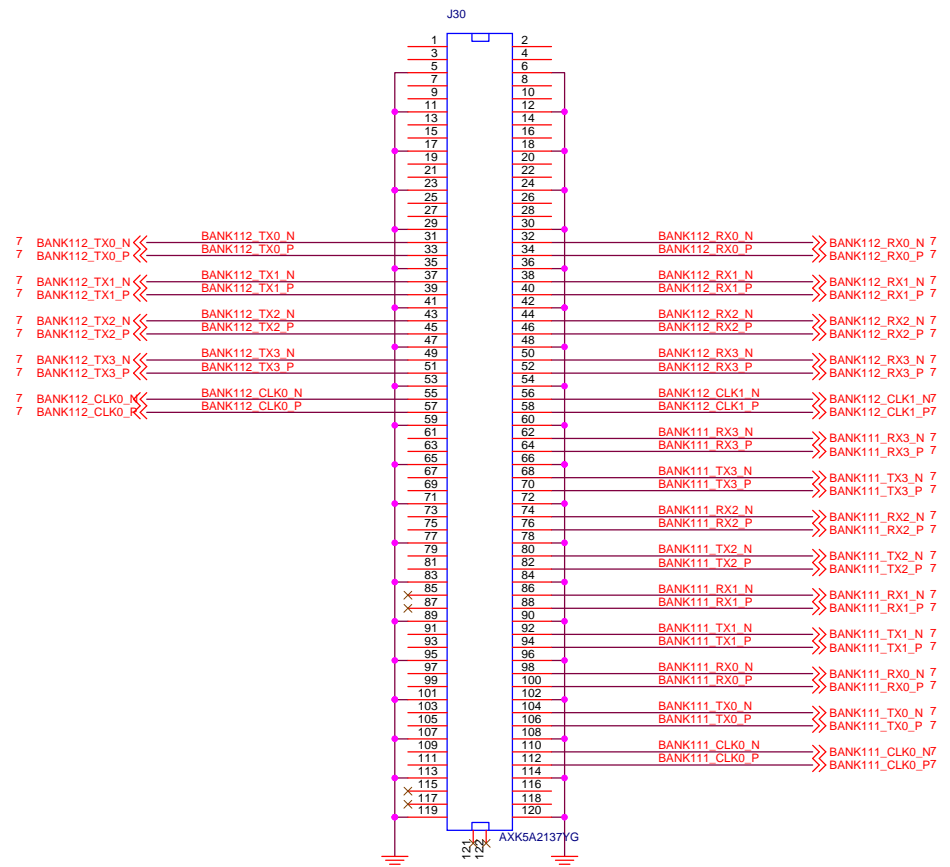 J30
1 2
3 4
5 6
7 8
9 10
11 12
13 14
15 16
17 18
19 20
21 22
23 24
25 26
27 28
29 30
7 BANK112_TX0_N BANK112_TX0_N 31 32 BANK112_RX0_N BANK112_RX0_N 7
7 BANK112_TX0_P BANK112_TX0_P 33 34 BANK112_RX0_P BANK112_RX0_P 7
35 36
7 BANK112_TX1_N BANK112_TX1_N 37 38 BANK112_RX1_N BANK112_RX1_N 7
7 BANK112_TX1_P BANK112_TX1_P 39 40 BANK112_RX1_P BANK112_RX1_P 7
41 42
7 BANK112_TX2_N BANK112_TX2_N 43 44 BANK112_RX2_N BANK112_RX2_N 7
7 BANK112_TX2_P BANK112_TX2_P 45 46 BANK112_RX2_P BANK112_RX2_P 7
47 48
7 BANK112_TX3_N BANK112_TX3_N 49 50 BANK112_RX3_N BANK112_RX3_N 7
7 BANK112_TX3_P BANK112_TX3_P 51 52 BANK112_RX3_P BANK112_RX3_P 7
53 54
7 BANK112_CLK0_N BANK112_CLK0_N 55 56 BANK112_CLK1_N BANK112_CLK1_N 7
7 BANK112_CLK0_P BANK112_CLK0_P 57 58 BANK112_CLK1_P BANK112_CLK1_P 7
59 60
61 62 BANK111_RX3_N BANK111_RX3_N 7
63 64 BANK111_RX3_P BANK111_RX3_P 7
65 66
67 68 BANK111_TX3_N BANK111_TX3_N 7
69 70 BANK111_TX3_P BANK111_TX3_P 7
71 72
73 74 BANK111_RX2_N BANK111_RX2_N 7
75 76 BANK111_RX2_P BANK111_RX2_P 7
77 78
79 80 BANK111_TX2_N BANK111_TX2_N 7
81 82 BANK111_TX2_P BANK111_TX2_P 7
83 84
85 86 BANK111_RX1_N BANK111_RX1_N 7
87 88 BANK111_RX1_P BANK111_RX1_P 7
89 90
91 92 BANK111_TX1_N BANK111_TX1_N 7
93 94 BANK111_TX1_P BANK111_TX1_P 7
95 96
97 98 BANK111_RX0_N BANK111_RX0_N 7
99 100 BANK111_RX0_P BANK111_RX0_P 7
101 102
103 104 BANK111_TX0_N BANK111_TX0_N 7
105 106 BANK111_TX0_P BANK111_TX0_P 7
107 108
109 110 BANK111_CLK0_N BANK111_CLK0_N 7
111 112 BANK111_CLK0_P BANK111_CLK0_P 7
113 114
115 116
117 118
119 120
AXK5A2137YG
121
122